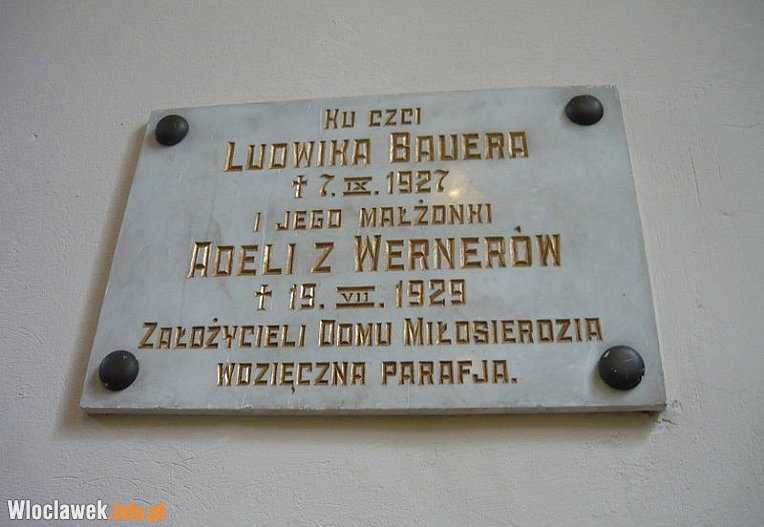 KU CZCI
LUDWIKA BAUERA
† 7. IX. 1927
I JEGO MAŁŻONKI
ADELI Z WERNERÓW
† 19. VII. 1929
ZAŁOŻYCIELI DOMU MIŁOSIERDZIA
WDZIĘCZNA PARAFJA.
Wloclawek.info.pl